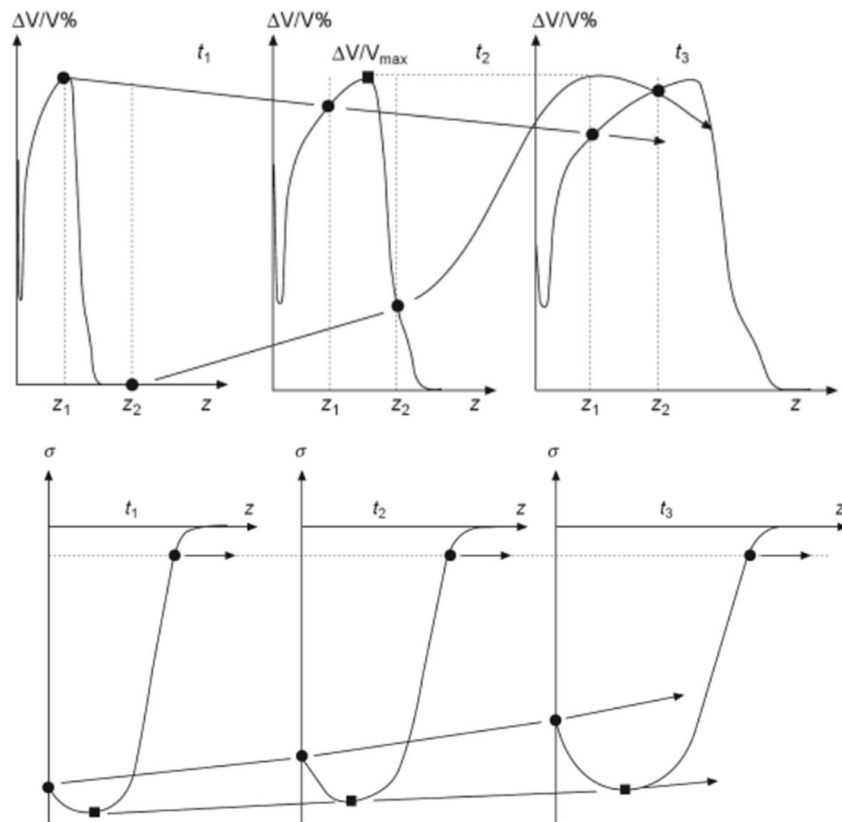 ΔV/V% ΔV/V% ΔV/V%
t₁ ΔV/Vmax t₂ t₃
z₁ z₂ z z₁ z₂ z z₁ z₂ z
σ σ σ
t₁ z t₂ z t₃ z